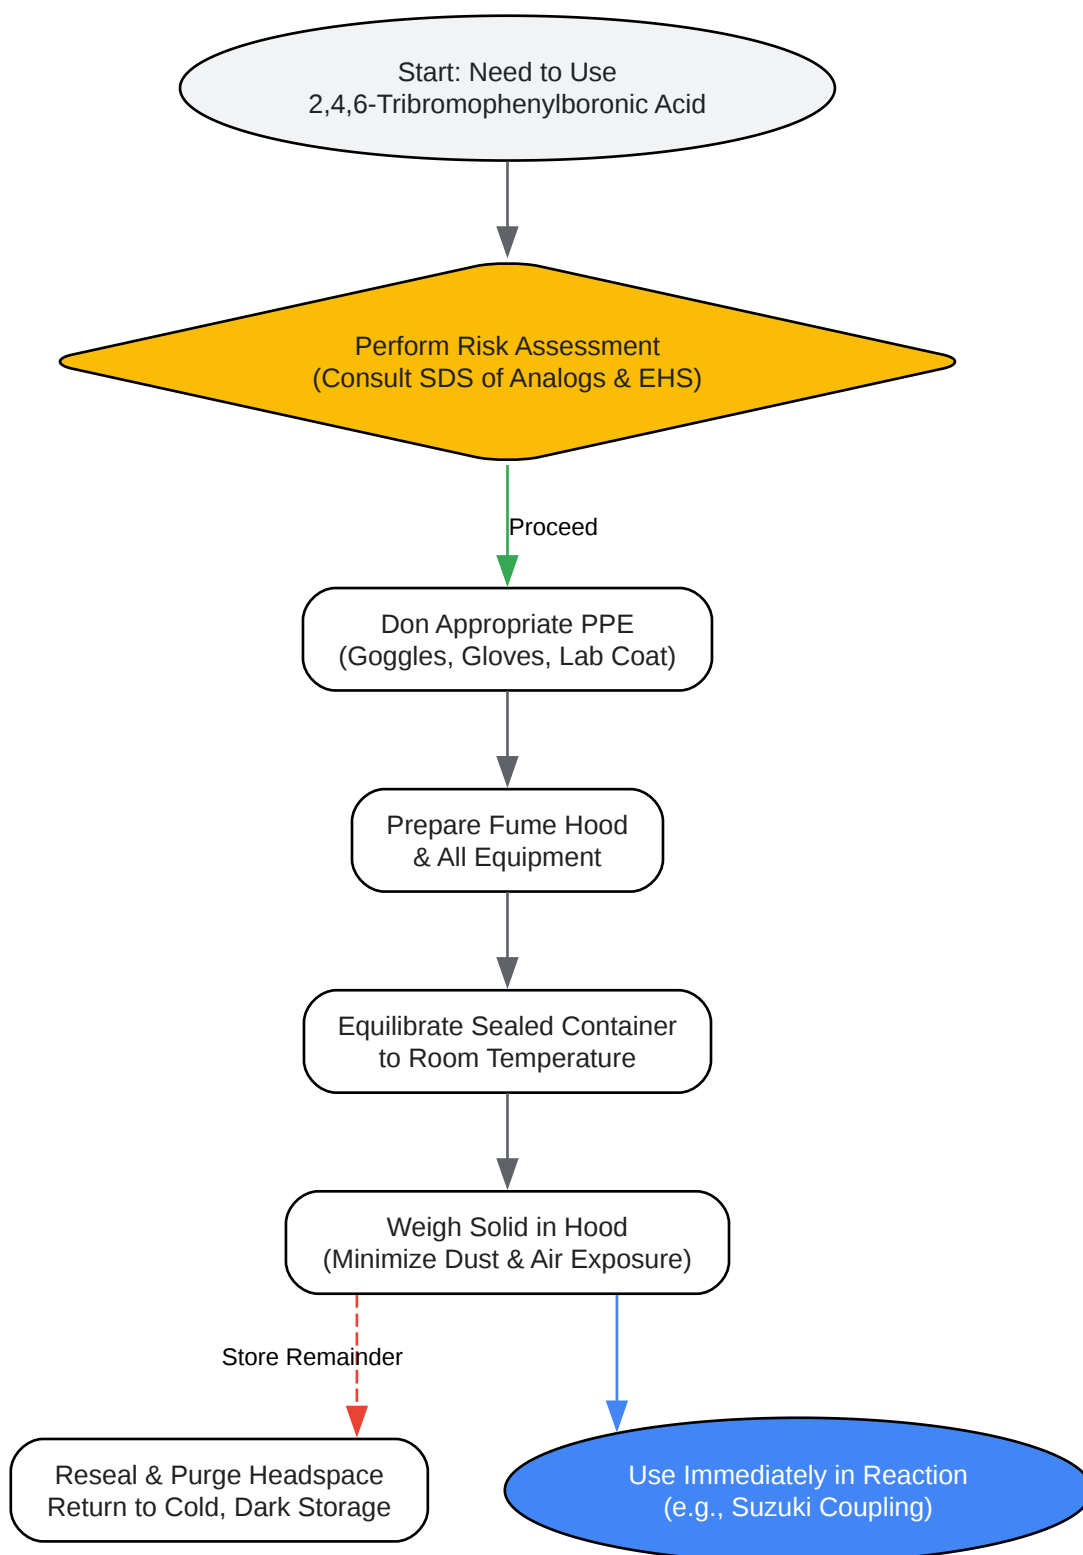 Start: Need to Use
2,4,6-Tribromophenylboronic Acid
Perform Risk Assessment
(Consult SDS of Analogs & EHS)
Proceed
Don Appropriate PPE
(Goggles, Gloves, Lab Coat)
Prepare Fume Hood
& All Equipment
Equilibrate Sealed Container
to Room Temperature
Weigh Solid in Hood
(Minimize Dust & Air Exposure)
Store Remainder
Reseal & Purge Headspace
Return to Cold, Dark Storage
Use Immediately in Reaction
(e.g., Suzuki Coupling)